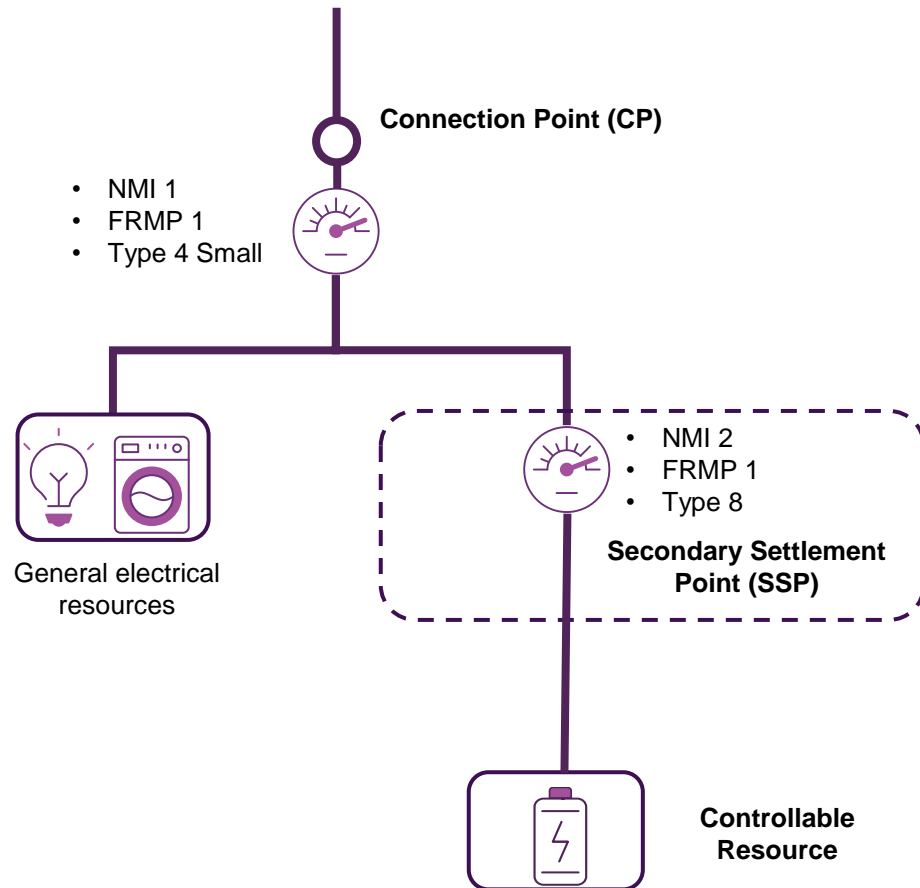 Connection Point (CP)
• NMI 1
• FRMP 1
• Type 4 Small
• NMI 2
• FRMP 1
• Type 8
Secondary Settlement
Point (SSP)
General electrical
resources
Controllable
Resource